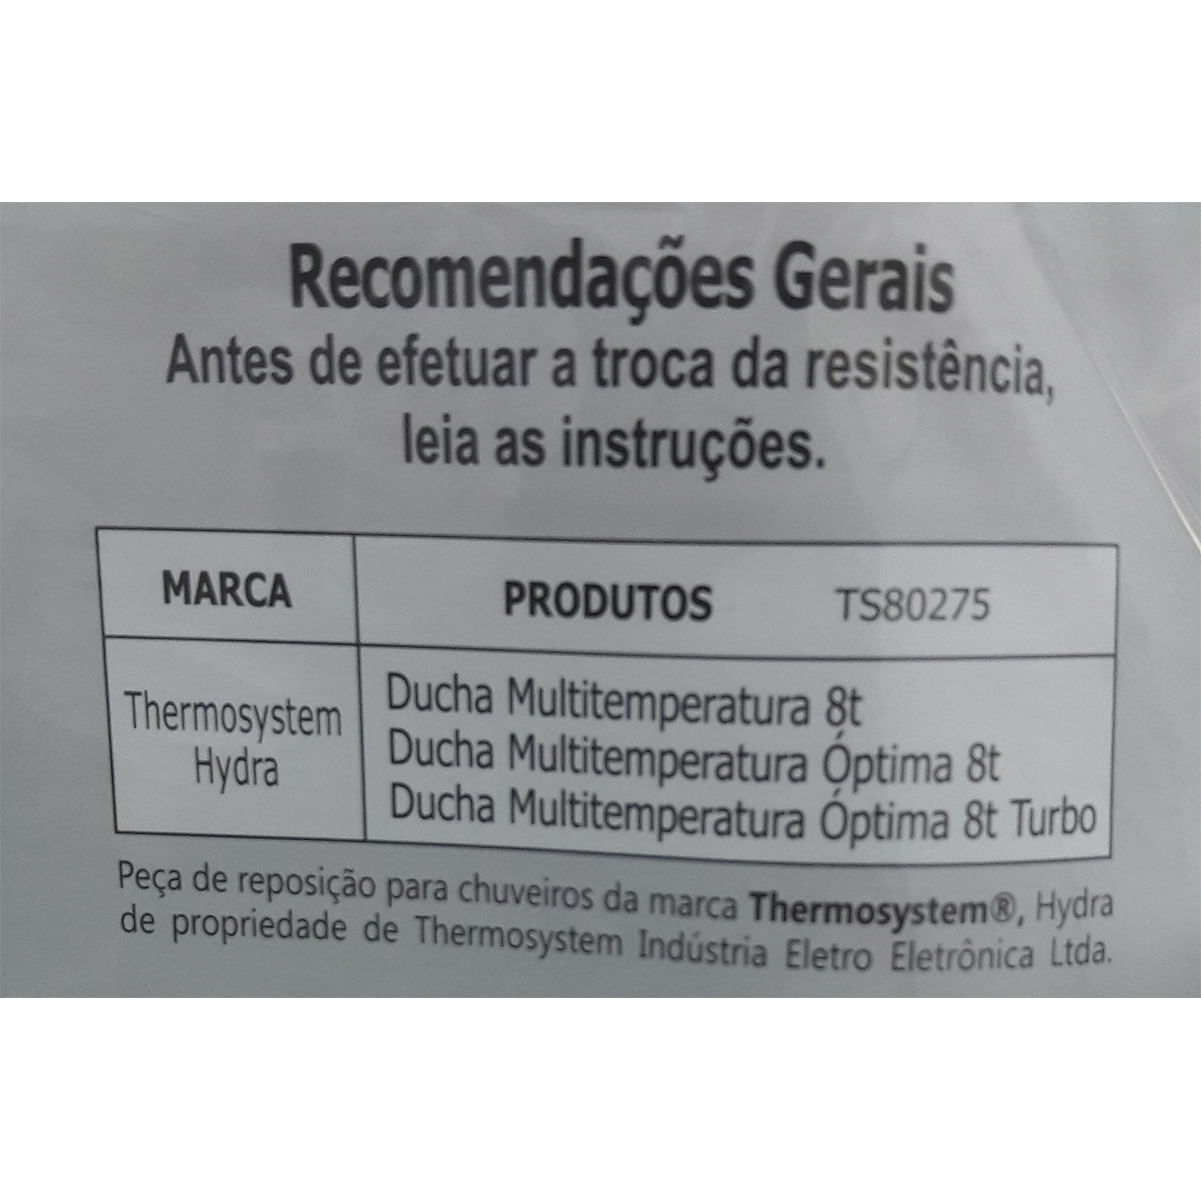 Recomendações Gerais
Antes de efetuar a troca da resistência,
leia as instruções.
MARCA
PRODUTOS TS80275
Thermosystem
Hydra
Ducha Multitemperatura 8t
Ducha Multitemperatura Óptima 8t
Ducha Multitemperatura Óptima 8t Turbo
Peça de reposição para chuveiros da marca Thermosystem®, Hydra
de propriedade de Thermosystem Indústria Eletro Eletrônica Ltda.